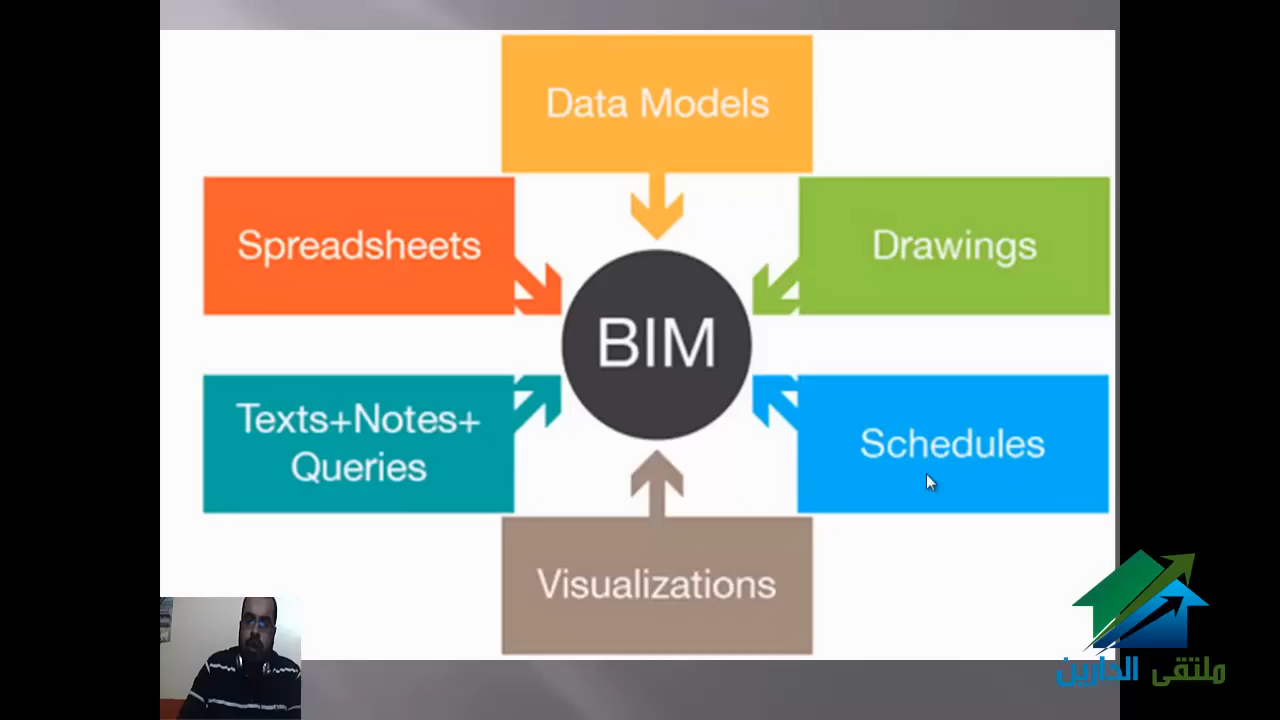 Data Models
Spreadsheets
Drawings
BIM
Texts+Notes+
Queries
Schedules
Visualizations
ملتقى الدارين